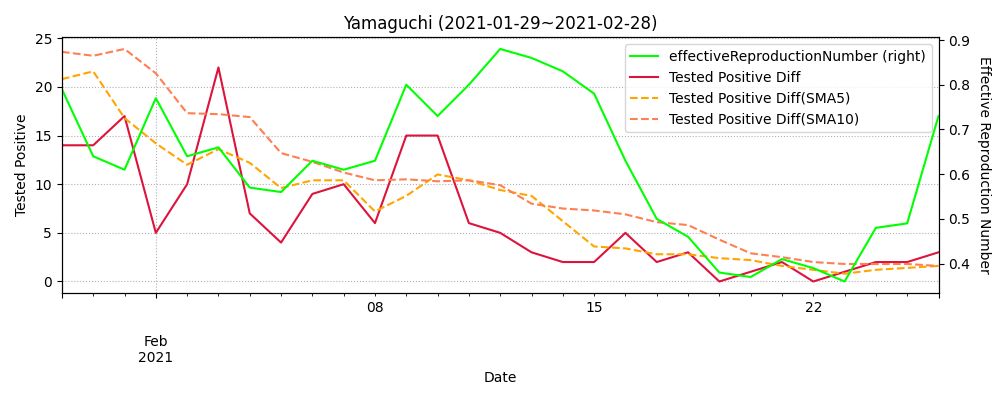 Yamaguchi (2021-01-29~2021-02-28)
effectiveReproductionNumber (right)
Tested Positive Diff
Tested Positive Diff(SMA5)
Tested Positive Diff(SMA10)
Tested Positive
25
20
15
10
5
0
0.9
0.8
0.7
0.6
0.5
0.4
Effective Reproduction Number
Feb
2021
08
15
22
Date